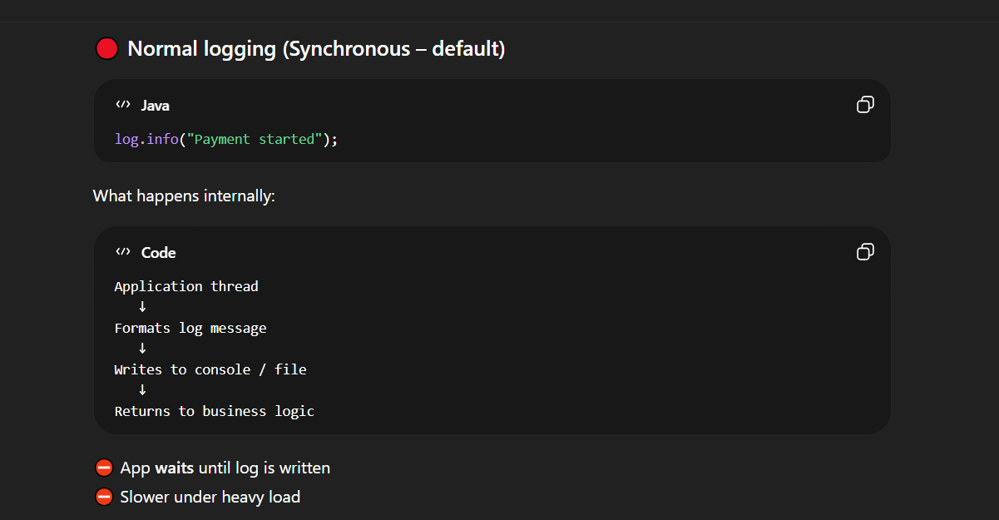 Normal logging (Synchronous – default)
Java
log.info("Payment started");
What happens internally:
Code
Application thread
↓
Formats log message
↓
Writes to console / file
↓
Returns to business logic
App waits until log is written
Slower under heavy load